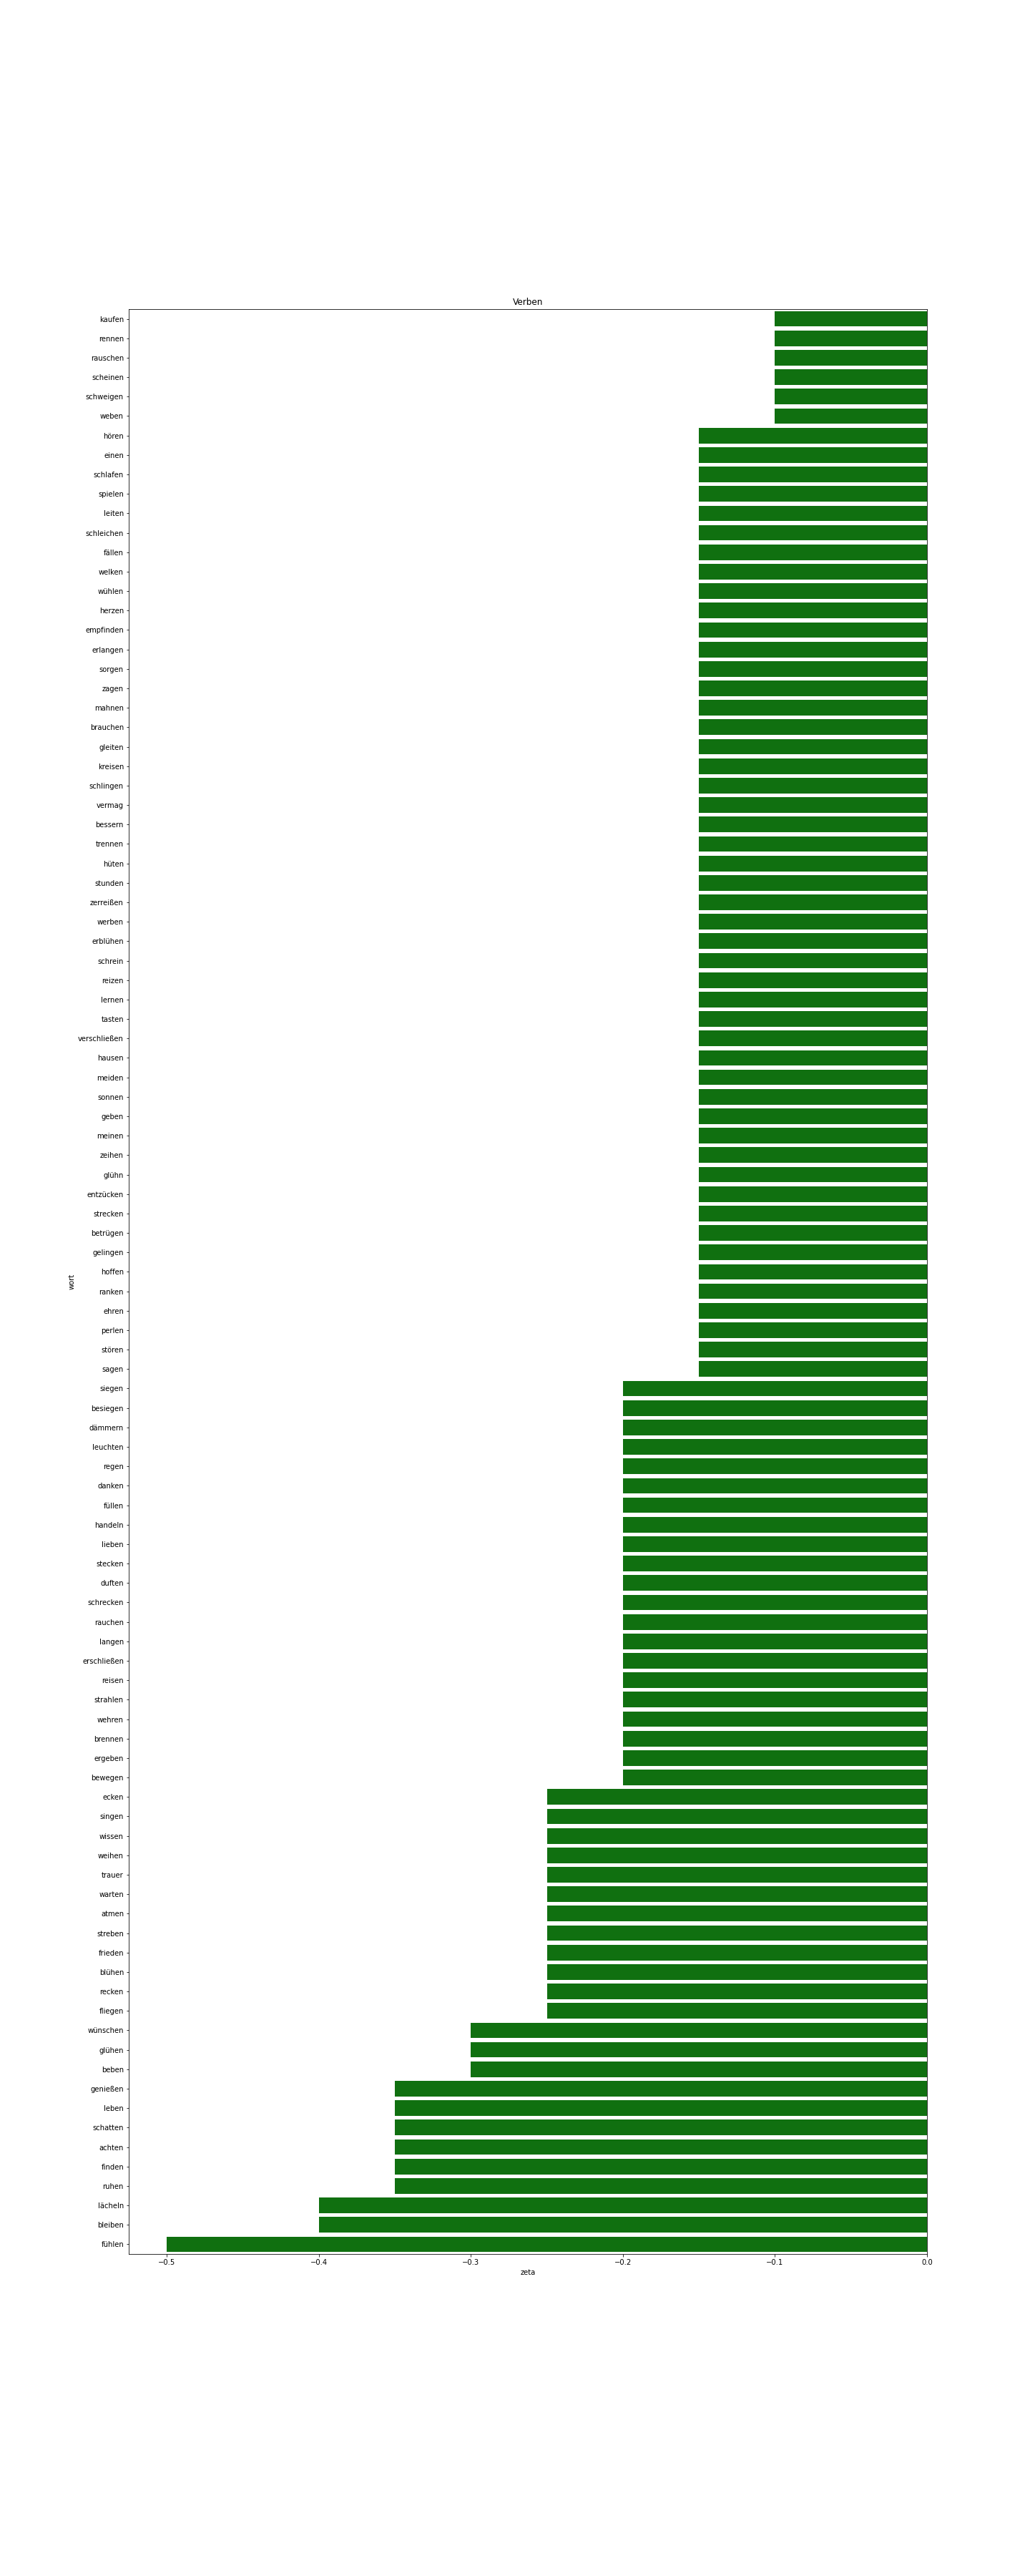 Verben
kaufen
rennen
rauschen
scheinen
schweigen
weben
hören
einen
schlafen
spielen
leiten
schleichen
fällen
welken
wühlen
herzen
empfinden
erlangen
sorgen
zagen
mahnen
brauchen
gleiten
kreisen
schlingen
vermag
bessern
trennen
hüten
stunden
zerreißen
werben
erblühen
schrein
reizen
lernen
tasten
verschließen
hausen
meiden
sonnen
geben
meinen
zeihen
glühn
entzücken
strecken
betrügen
gelingen
hoffen
wort
ranken
ehren
perlen
stören
sagen
siegen
besiegen
dämmern
leuchten
regen
danken
füllen
handeln
lieben
stecken
duften
schrecken
rauchen
langen
erschließen
reisen
strahlen
wehren
brennen
ergeben
bewegen
ecken
singen
wissen
weihen
trauer
warten
atmen
streben
frieden
blühen
recken
fliegen
wünschen
glühen
beben
genießen
leben
schatten
achten
finden
ruhen
lächeln
bleiben
fühlen
−0.5 −0.4 −0.3 −0.2 −0.1 0.0
zeta